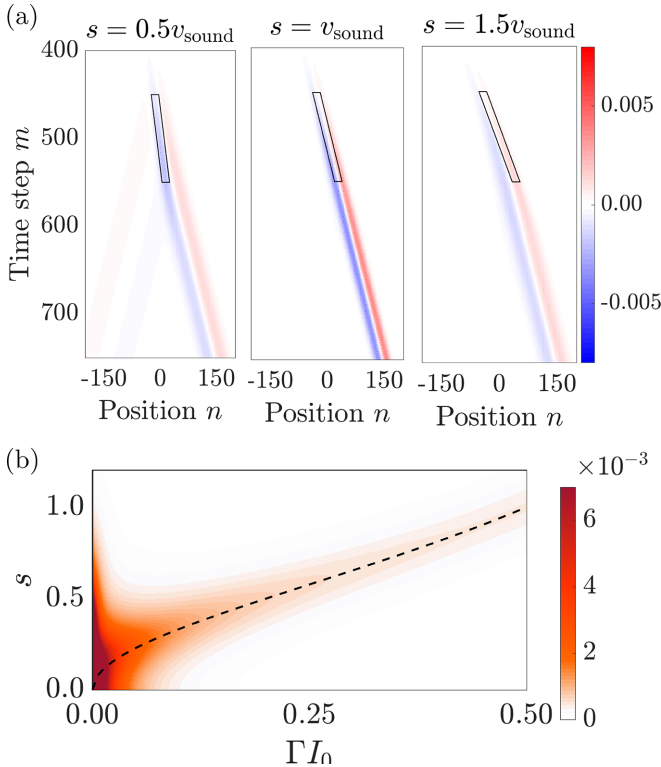 (a)
s = 0.5v_sound s = v_sound s = 1.5v_sound
400
500
600
700
Time step m
-150 0 150 -150 0 150 -150 0 150
Position n Position n Position n
0.005
0.00
-0.005
(b)
×10⁻³
1.0
0.5
0.0
s
6
4
2
0
0.00 0.25 0.50
ΓI₀